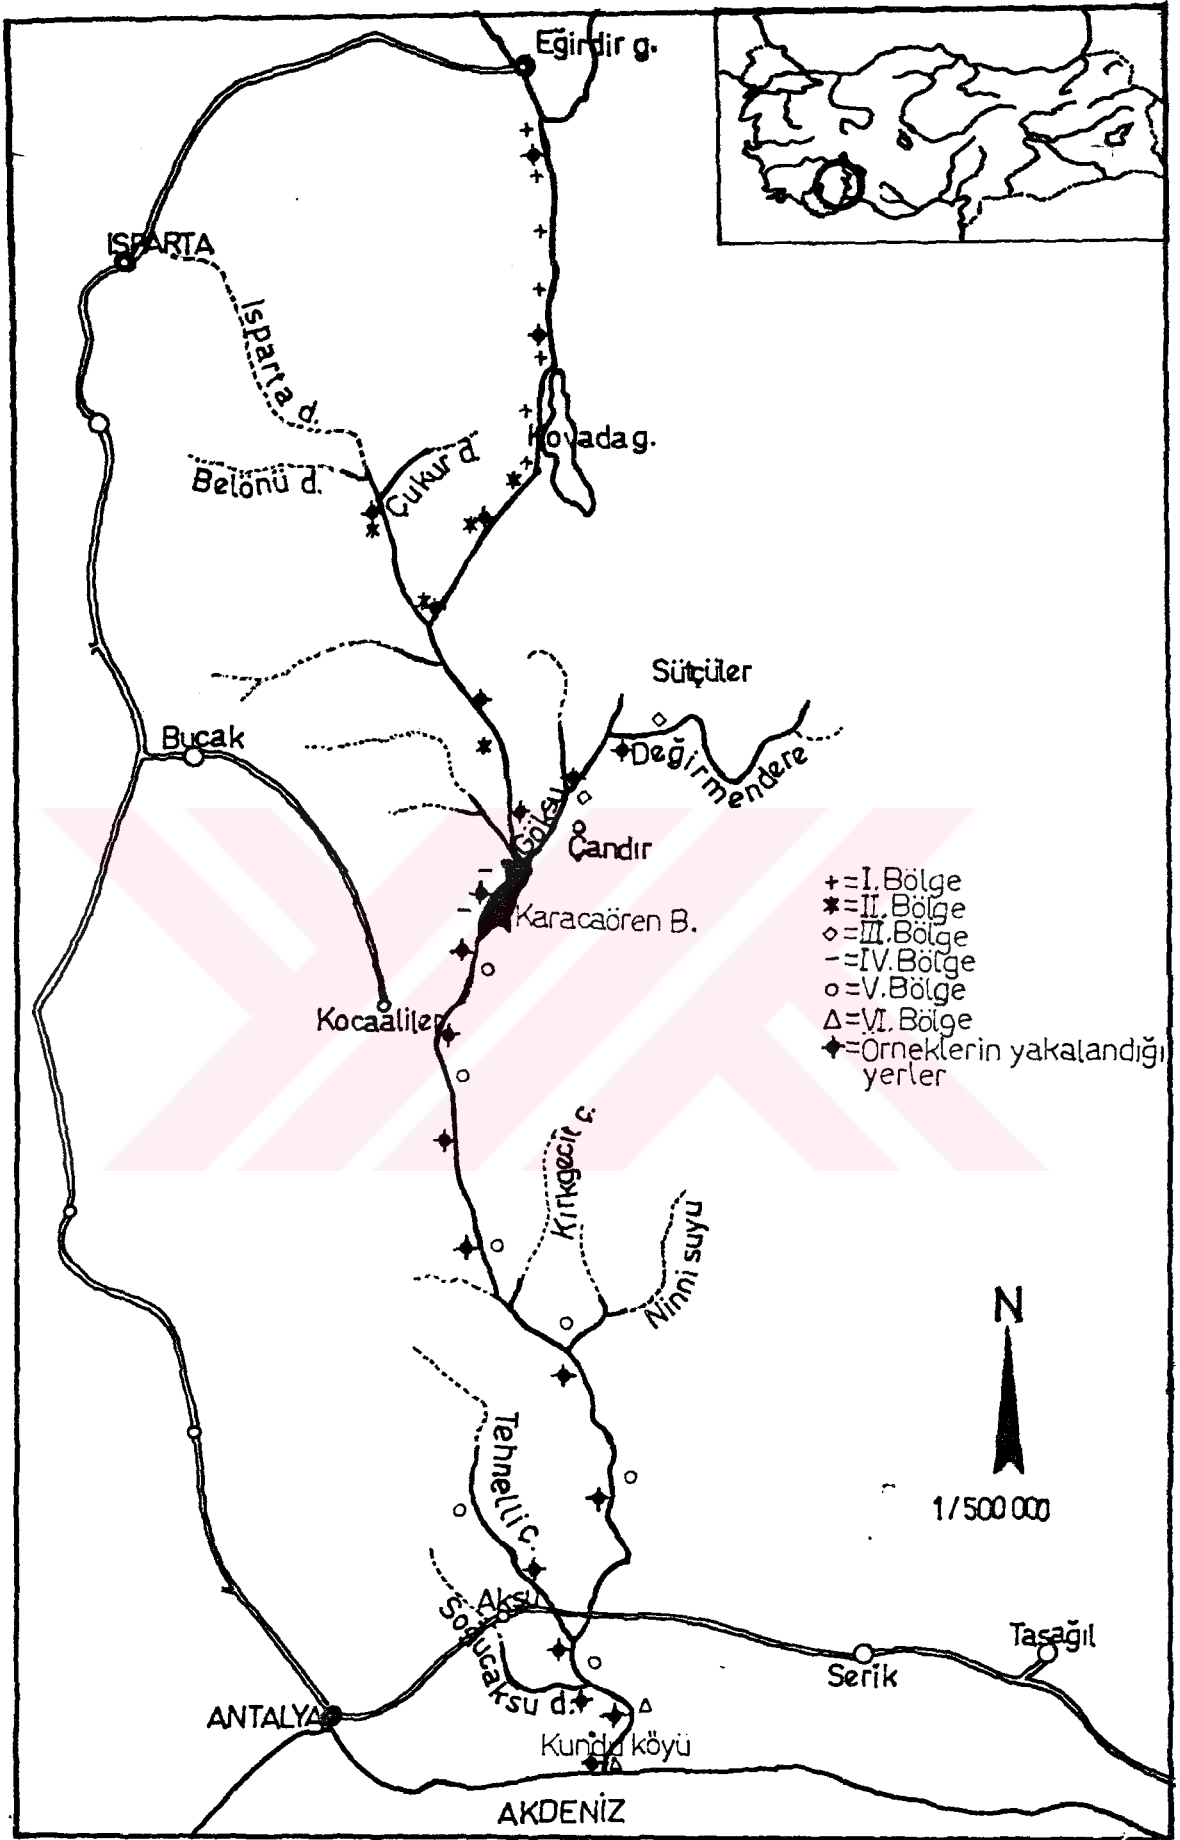 Eğirdir g.
ISPARTA
Isparta d.
Kovada g.
Belönü d.
Çukur d.
Sütçüler
Değirmendere
Bucak
Göksu
Çandır
Karacaören B.
Kocaaliler
+=I.Bölge
*=II.Bölge
◇=III.Bölge
-=IV.Bölge
○=V.Bölge
△=VI.Bölge
=Örneklerin yakalandığı
yerler
Kırkgeçit ç.
Ninni suyu
N
1/500 000
Tehnelli ç.
Aksu
Soğucaksu d.
Taşağıl
Serik
ANTALYA
Kundu köyü
AKDENİZ